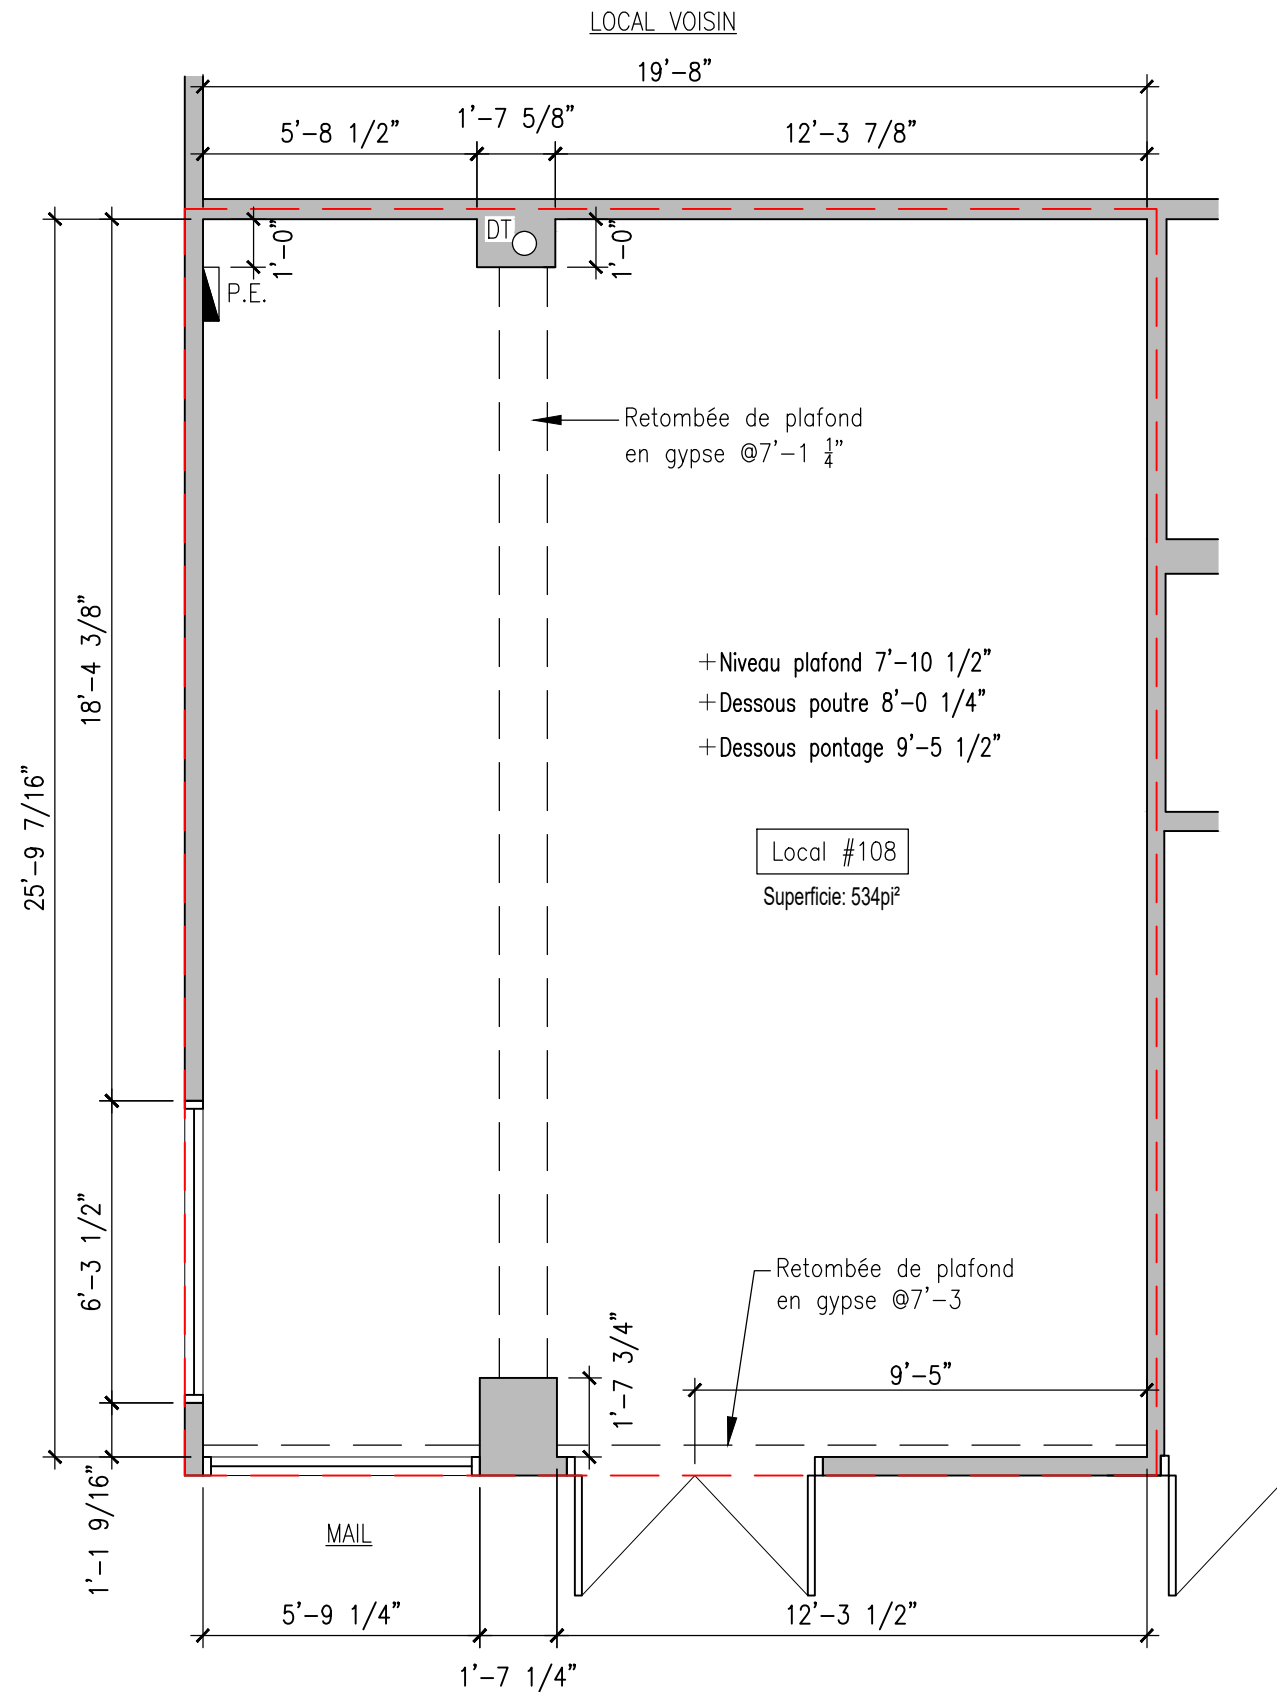 LOCAL VOISIN
19'-8"
5'-8 1/2"
1'-7 5/8"
12'-3 7/8"
DT
1'-0"
1'-0"
P.E.
Retombée de plafond
en gypse @7'-1 1/4"
18'-4 3/8"
25'-9 7/16"
+Niveau plafond 7'-10 1/2"
+Dessous poutre 8'-0 1/4"
+Dessous pontage 9'-5 1/2"
Local #108
Superficie: 534pi²
6'-3 1/2"
Retombée de plafond
en gypse @7'-3
1'-7 3/4"
9'-5"
1'-1 9/16"
MAIL
5'-9 1/4"
12'-3 1/2"
1'-7 1/4"